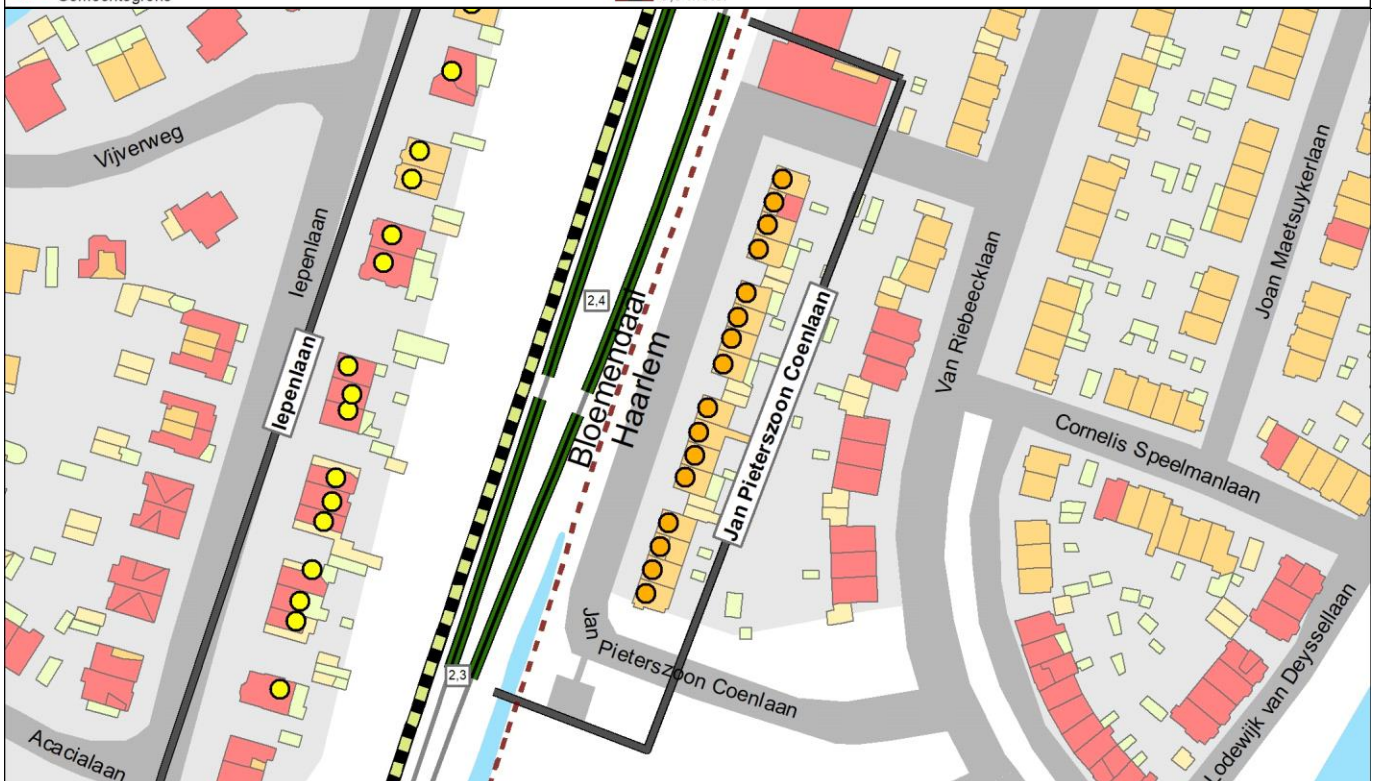 Gemeentegrens
Vijverweg
Iepenlaan
Iepenlaan
2,4
Bloemendaal
Haarlem
Jan Pieterszoon Coenlaan
Van Riebeecklaan
Joan Maetsuykerlaan
Cornelis Speelmanlaan
2,3
Jan Pieterszoon Coenlaan
Lodewijk van Deyssellaan
Acacialaan